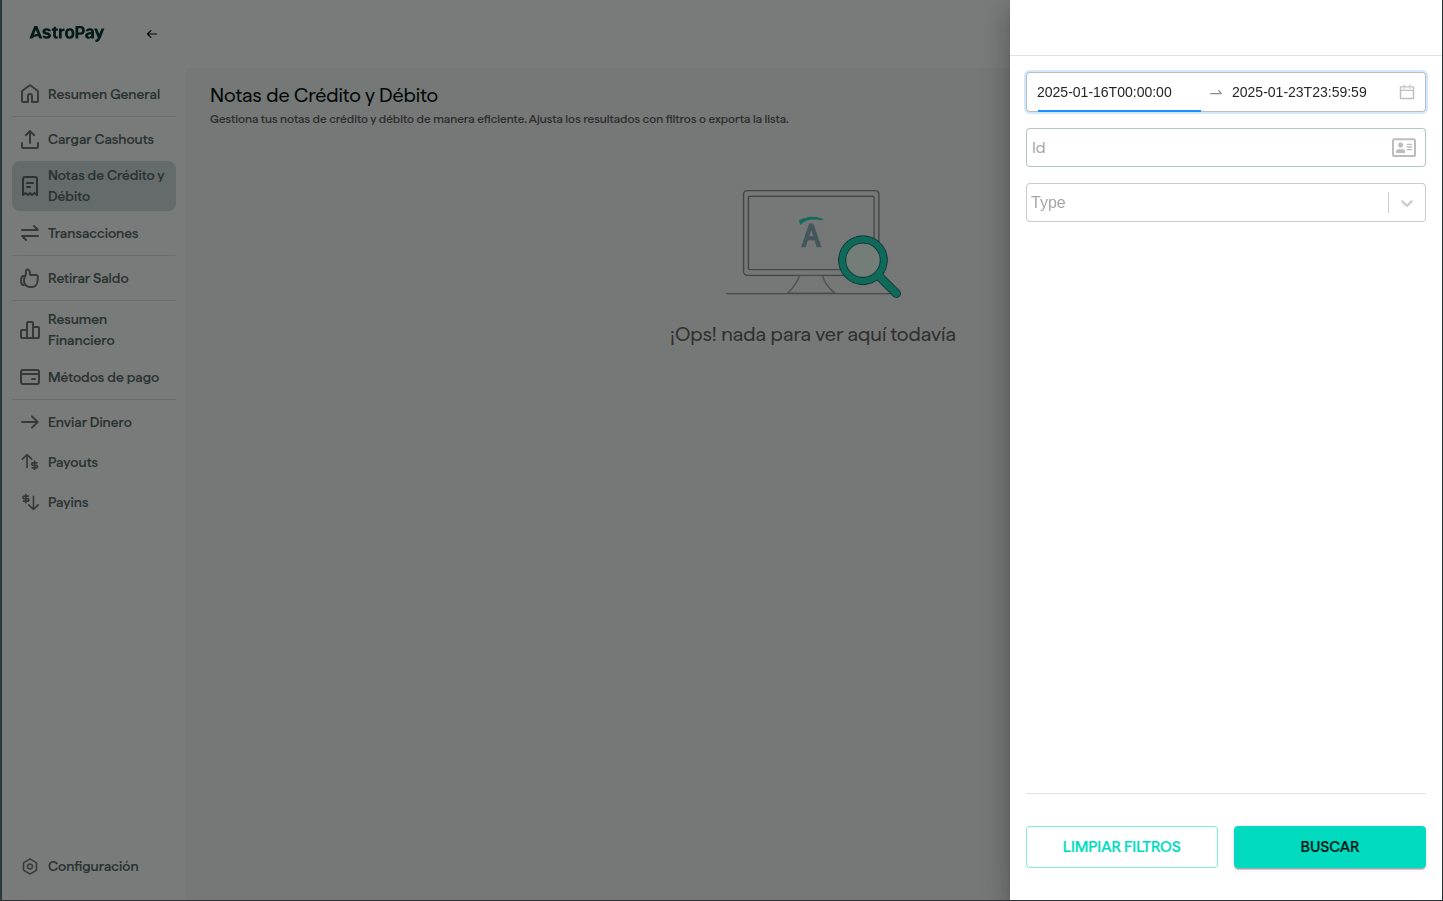 AstroPay
Resumen General
Cargar Cashouts
Notas de Crédito y
Débito
Transacciones
Retirar Saldo
Resumen
Financiero
Métodos de pago
Enviar Dinero
Payouts
Payins
Configuración
Notas de Crédito y Débito
Gestiona tus notas de crédito y débito de manera eficiente. Ajusta los resultados con filtros o exporta la lista.
A
¡Ops! nada para ver aquí todavía
2025-01-16T00:00:00 → 2025-01-23T23:59:59
Id
Type
LIMPIAR FILTROS
BUSCAR